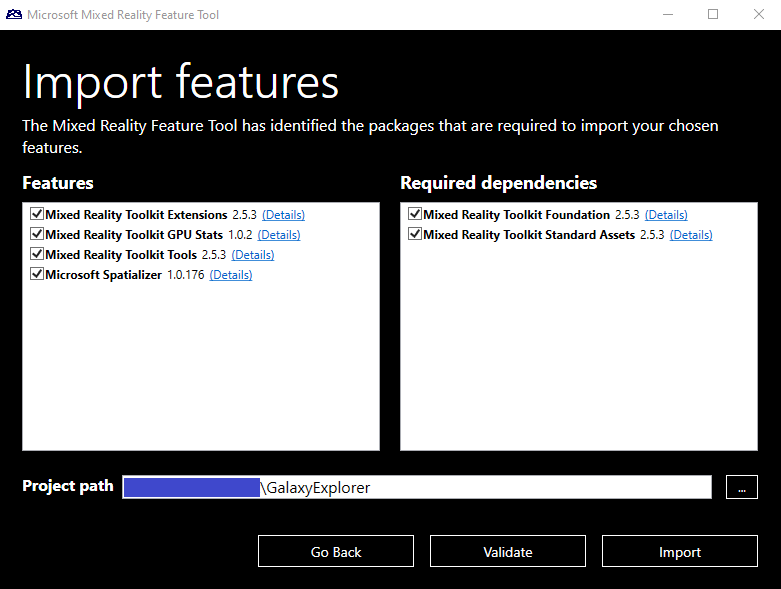 Microsoft Mixed Reality Feature Tool
Import features
The Mixed Reality Feature Tool has identified the packages that are required to import your chosen
features.
Features
Mixed Reality Toolkit Extensions 2.5.3 (Details)
Mixed Reality Toolkit GPU Stats 1.0.2 (Details)
Mixed Reality Toolkit Tools 2.5.3 (Details)
Microsoft Spatializer 1.0.176 (Details)
Required dependencies
Mixed Reality Toolkit Foundation 2.5.3 (Details)
Mixed Reality Toolkit Standard Assets 2.5.3 (Details)
Project path \GalaxyExplorer ...
Go Back Validate Import